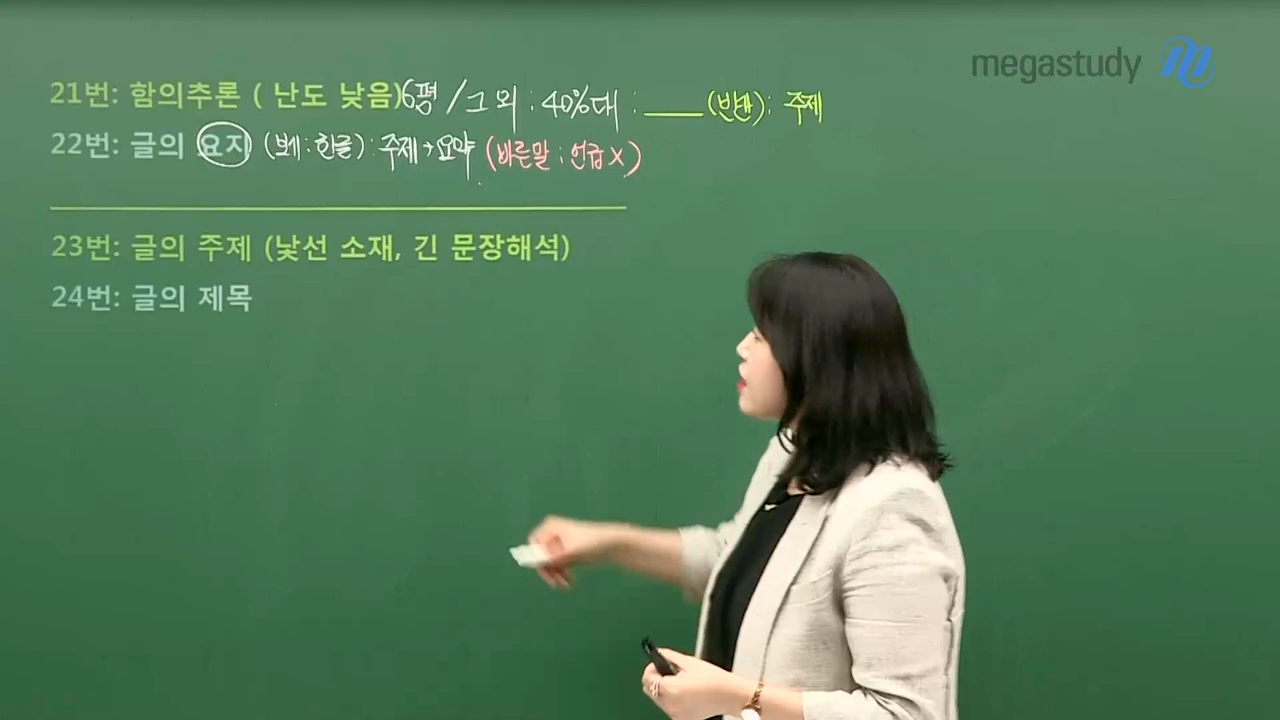 megastudy
21번: 함의추론 ( 난도 낮음) 6평 / 그 외 : 40%대 : ____ (빈칸) : 주제
22번: 글의 요지 (보기 : 한글) : 주제 → 요약 (바른말 : 언급 X)
23번: 글의 주제 (낯선 소재, 긴 문장해석)
24번: 글의 제목